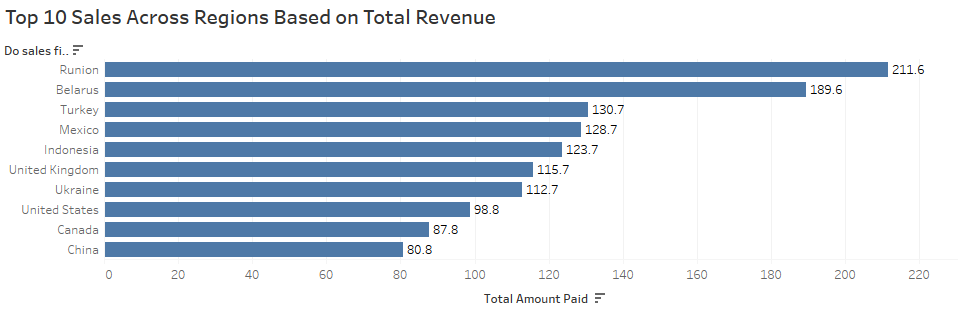 Top 10 Sales Across Regions Based on Total Revenue
Do sales fi..
Runion 211.6
Belarus 189.6
Turkey 130.7
Mexico 128.7
Indonesia 123.7
United Kingdom 115.7
Ukraine 112.7
United States 98.8
Canada 87.8
China 80.8
0 20 40 60 80 100 120 140 160 180 200 220
Total Amount Paid